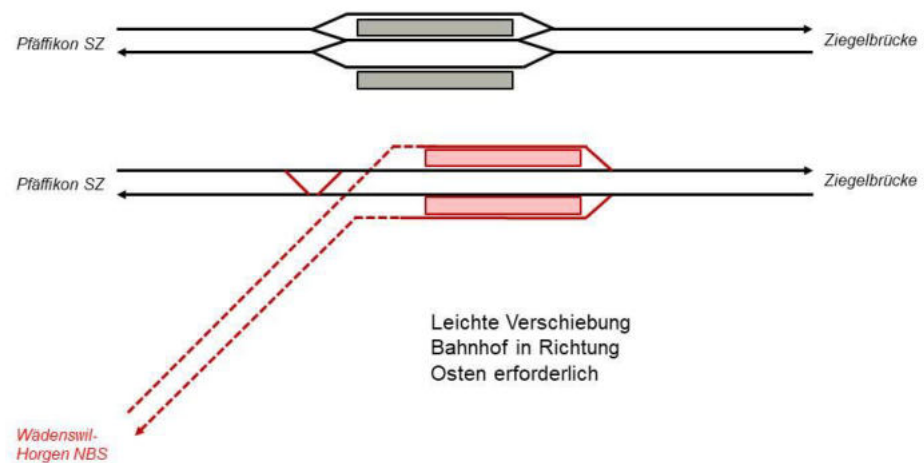 Pfäffikon SZ
Ziegelbrücke
Pfäffikon SZ
Ziegelbrücke
Leichte Verschiebung
Bahnhof in Richtung
Osten erforderlich
Wädenswil-
Horgen NBS